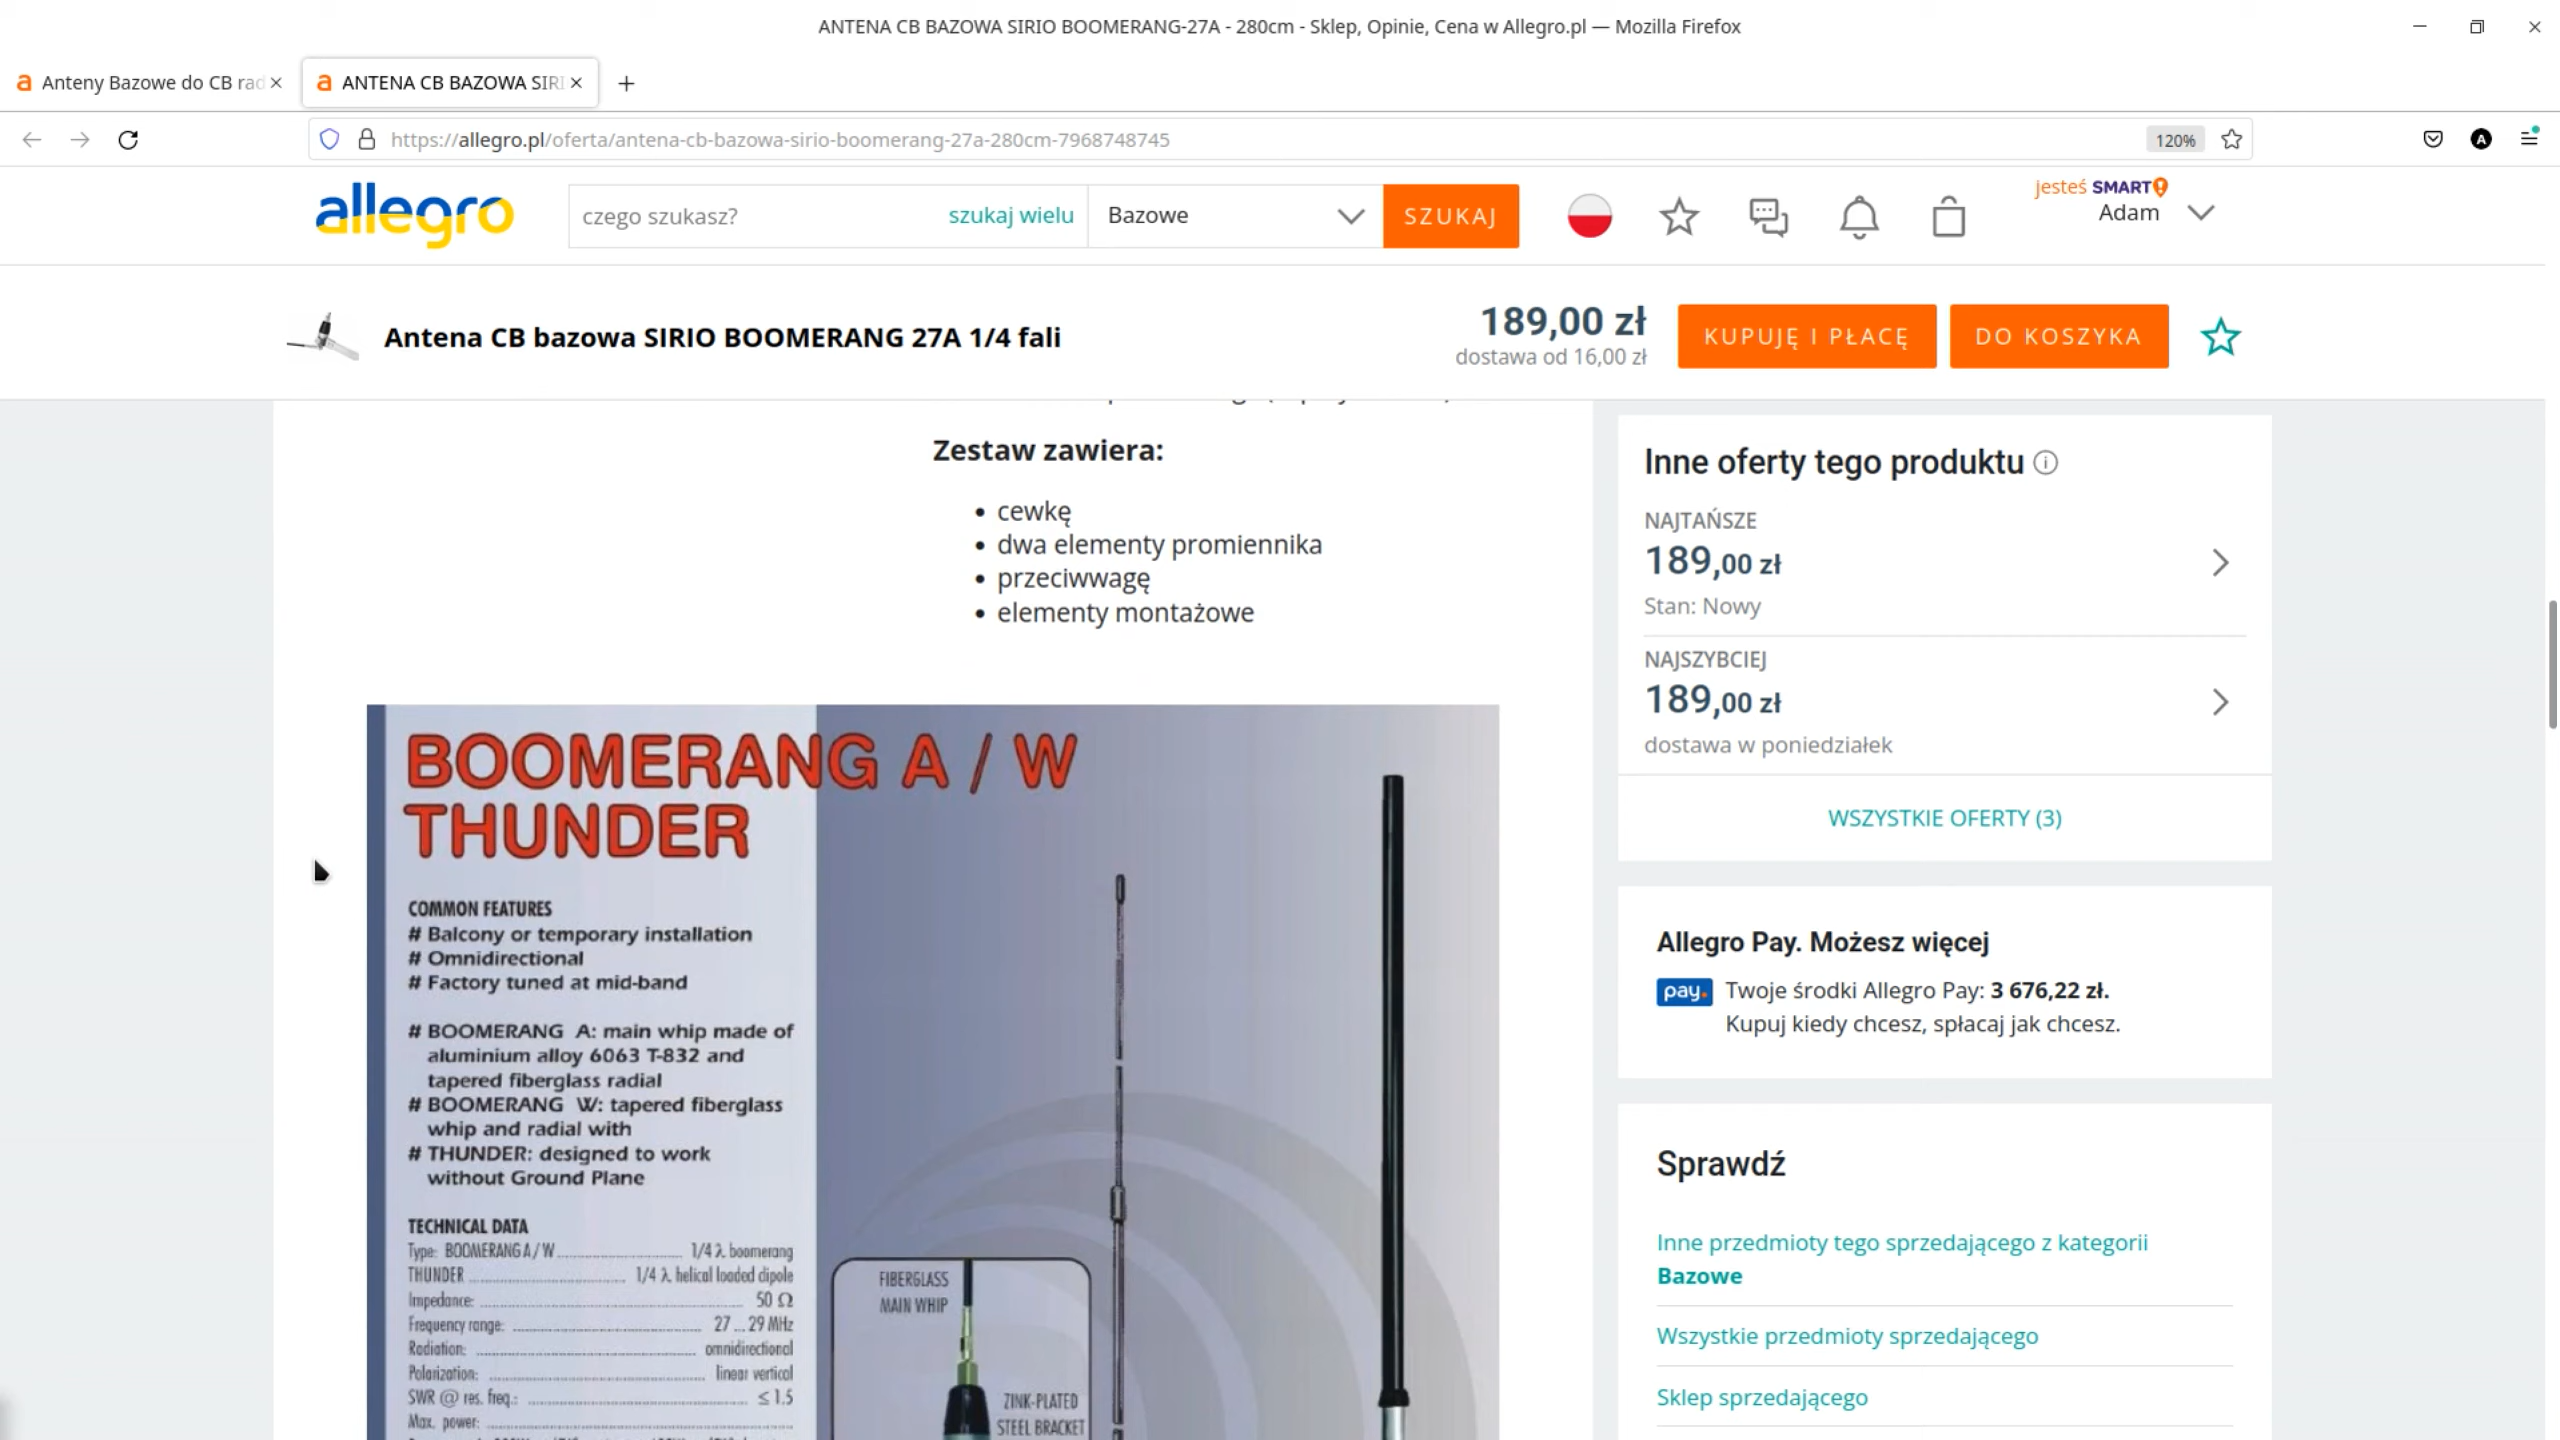 ANTENA CB BAZOWA SIRIO BOOMERANG-27A - 280cm - Sklep, Opinie, Cena w Allegro.pl — Mozilla Firefox
Anteny Bazowe do CB rad
ANTENA CB BAZOWA SIRI
https://allegro.pl/oferta/antena-cb-bazowa-sirio-boomerang-27a-280cm-7968748745
120%
allegro
czego szukasz?
szukaj wielu
Bazowe
SZUKAJ
jesteś SMART!
Adam
Antena CB bazowa SIRIO BOOMERANG 27A 1/4 fali
189,00 zł
dostawa od 16,00 zł
KUPUJĘ I PŁACĘ
DO KOSZYKA
Zestaw zawiera:
• cewkę
• dwa elementy promiennika
• przeciwwagę
• elementy montażowe
BOOMERANG A / W
THUNDER
COMMON FEATURES
# Balcony or temporary installation
# Omnidirectional
# Factory tuned at mid-band
# BOOMERANG A: main whip made of
aluminium alloy 6063 T-832 and
tapered fiberglass radial
# BOOMERANG W: tapered fiberglass
whip and radial with
# THUNDER: designed to work
without Ground Plane
TECHNICAL DATA
Type: BOOMERANG A / W 1/4 λ boomerang
THUNDER 1/4 λ helical loaded dipole
Impedance: 50 Ω
Frequency range: 27 ... 29 MHz
Radiation: omnidirectional
Polarization: linear vertical
SWR @ res. freq.: ≤ 1.5
Max. power:
FIBERGLASS
MAIN WHIP
ZINK-PLATED
STEEL BRACKET
Inne oferty tego produktu
NAJTAŃSZE
189,00 zł
Stan: Nowy
NAJSZYBCIEJ
189,00 zł
dostawa w poniedziałek
WSZYSTKIE OFERTY (3)
Allegro Pay. Możesz więcej
pay.
Twoje środki Allegro Pay: 3 676,22 zł.
Kupuj kiedy chcesz, spłacaj jak chcesz.
Sprawdź
Inne przedmioty tego sprzedającego z kategorii
Bazowe
Wszystkie przedmioty sprzedającego
Sklep sprzedającego